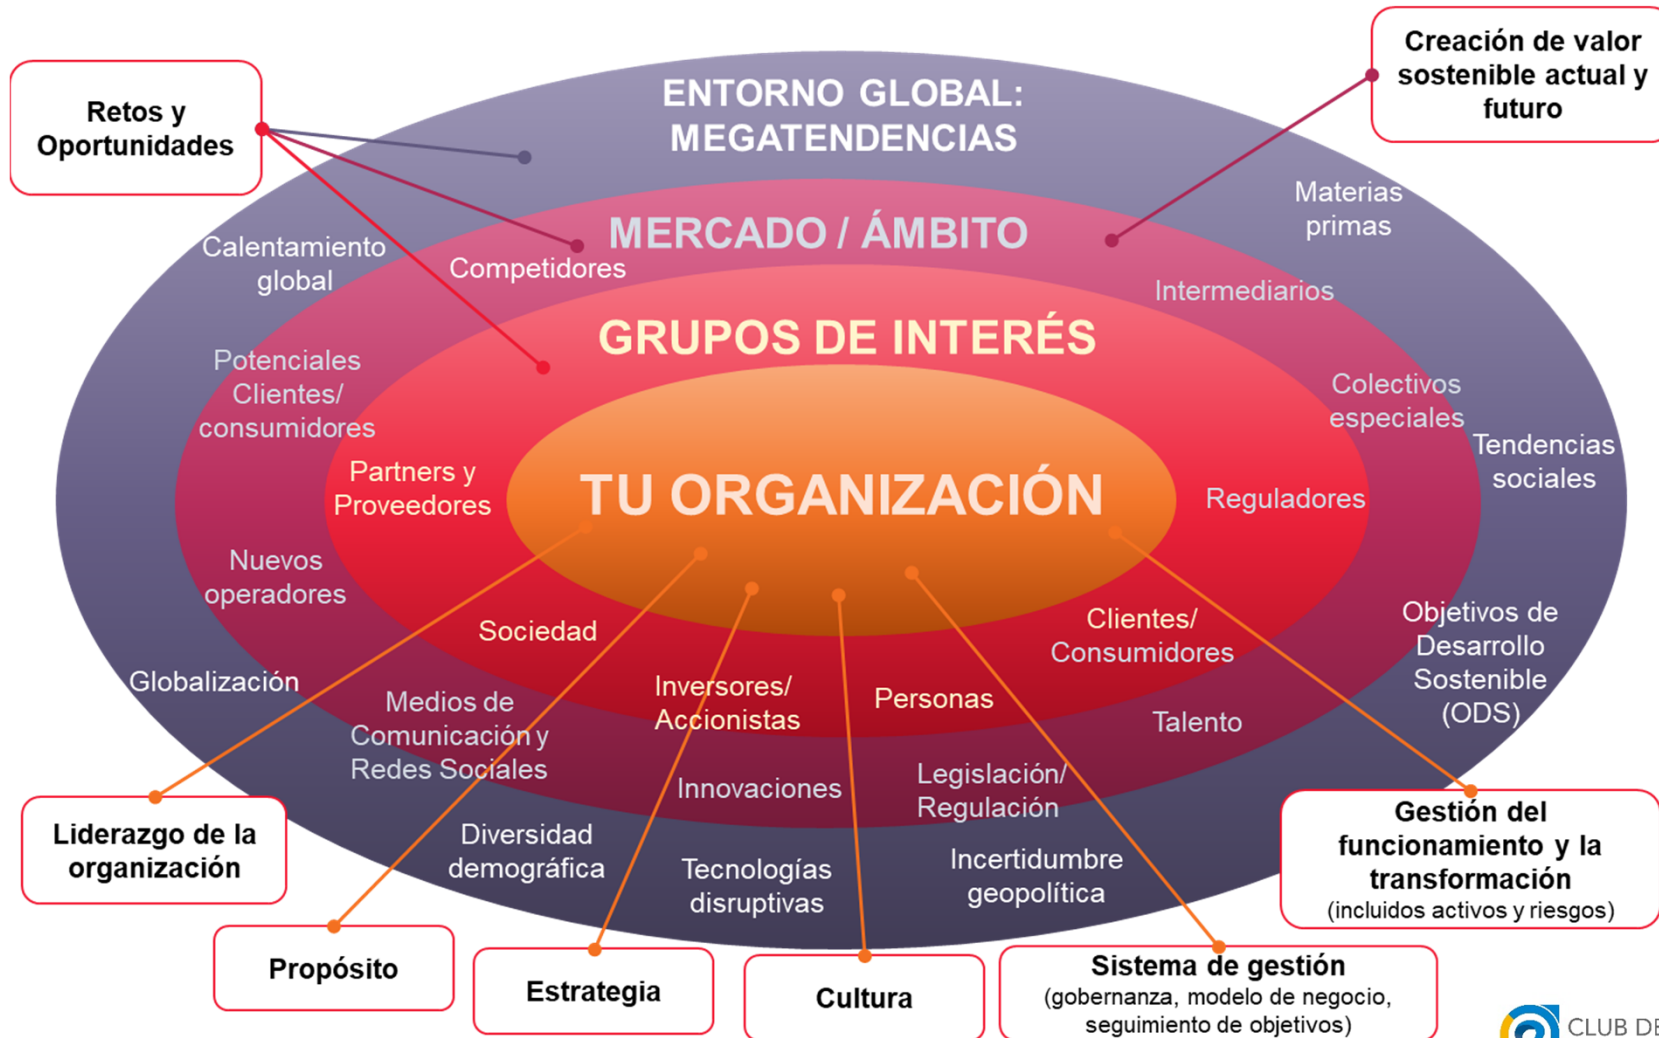 Creación de valor
sostenible actual y
futuro
Retos y
Oportunidades
ENTORNO GLOBAL:
MEGATENDENCIAS
Materias
primas
MERCADO / ÁMBITO
Calentamiento
global
Competidores
Intermediarios
GRUPOS DE INTERÉS
Potenciales
Clientes/
consumidores
Colectivos
especiales
Tendencias
sociales
Partners y
Proveedores
TU ORGANIZACIÓN
Reguladores
Nuevos
operadores
Sociedad
Clientes/
Consumidores
Objetivos de
Desarrollo
Sostenible
(ODS)
Globalización
Inversores/
Accionistas
Personas
Medios de
Comunicación y
Redes Sociales
Talento
Innovaciones
Legislación/
Regulación
Diversidad
demográfica
Tecnologías
disruptivas
Incertidumbre
geopolítica
Liderazgo de la
organización
Gestión del
funcionamiento y la
transformación
(incluidos activos y riesgos)
Propósito
Estrategia
Cultura
Sistema de gestión
(gobernanza, modelo de negocio,
seguimiento de objetivos)
CLUB DE